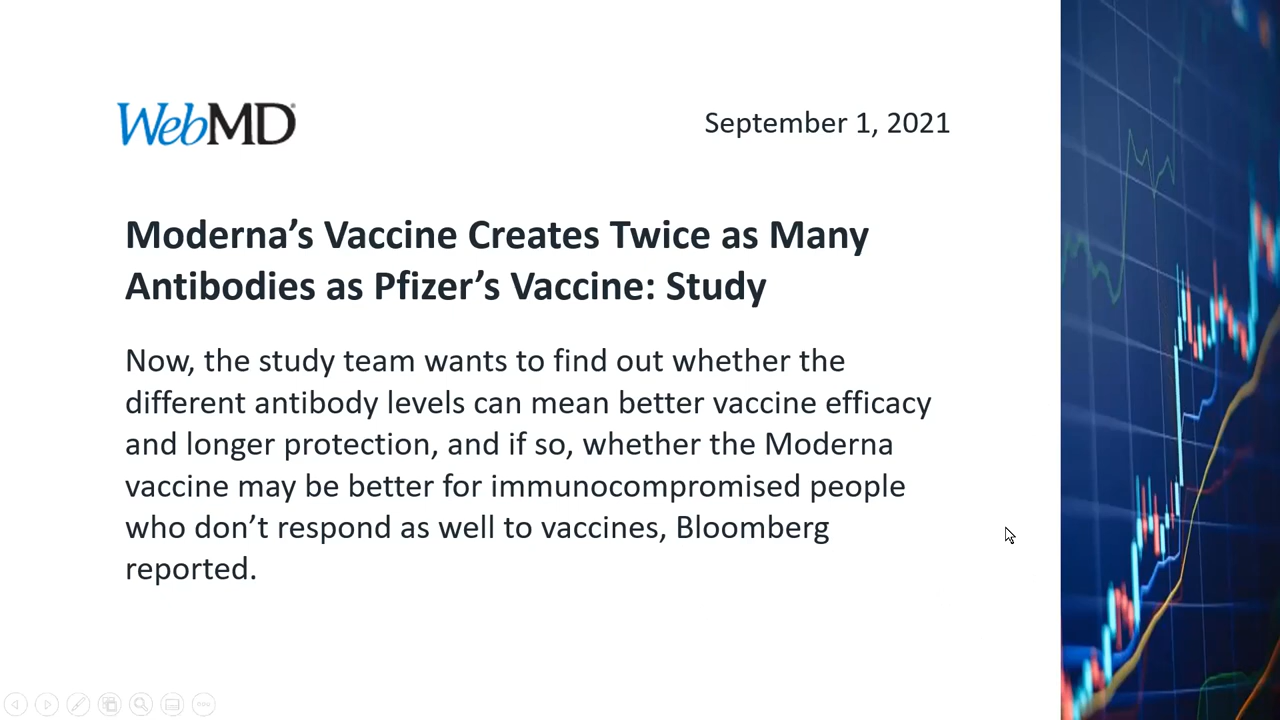 WebMD
September 1, 2021
Moderna’s Vaccine Creates Twice as Many
Antibodies as Pfizer’s Vaccine: Study
Now, the study team wants to find out whether the
different antibody levels can mean better vaccine efficacy
and longer protection, and if so, whether the Moderna
vaccine may be better for immunocompromised people
who don’t respond as well to vaccines, Bloomberg
reported.